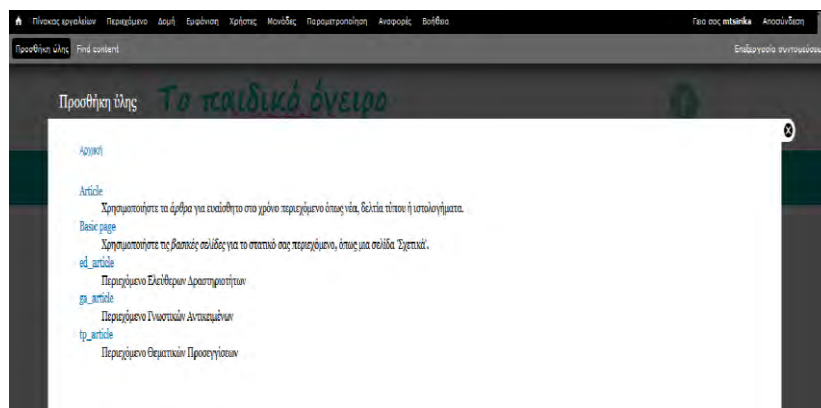 Πίνακας εργαλείων Περιεχόμενο Δομή Εμφάνιση Χρήστες Μονάδες Παραμετροποίηση Αναφορές Βοήθεια Γεια σας mtsirika Αποσύνδεση
Προσθήκη ύλης Find content Επεξεργασία συντομεύσεω
Προσθήκη ύλης Το παιδικό όνειρο
Αρχική
Article
Χρησιμοποιήστε τα άρθρα για ευαίσθητο στο χρόνο περιεχόμενο όπως νέα, δελτία τύπου ή ιστολογήματα.
Basic page
Χρησιμοποιήστε τις βασικές σελίδες για το στατικό σας περιεχόμενο, όπως μια σελίδα 'Σχετικά'.
ed_article
Περιεχόμενο Ελεύθερων Δραστηριοτήτων
ga_article
Περιεχόμενο Γνωστικών Αντικειμένων
tp_article
Περιεχόμενο Θεματικών Προσεγγίσεων